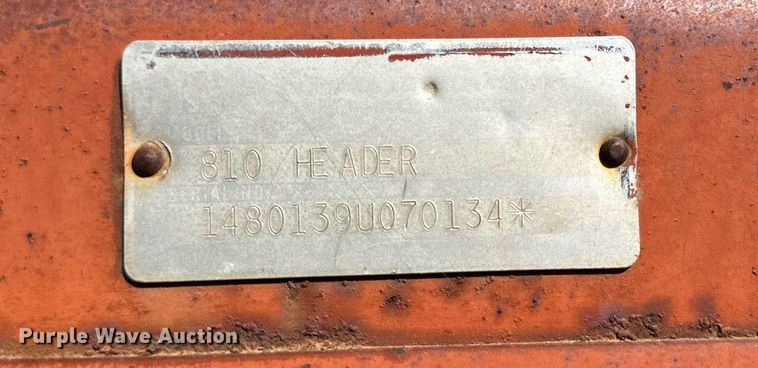 810 HEADER
1480139U070134*
Purple Wave Auction